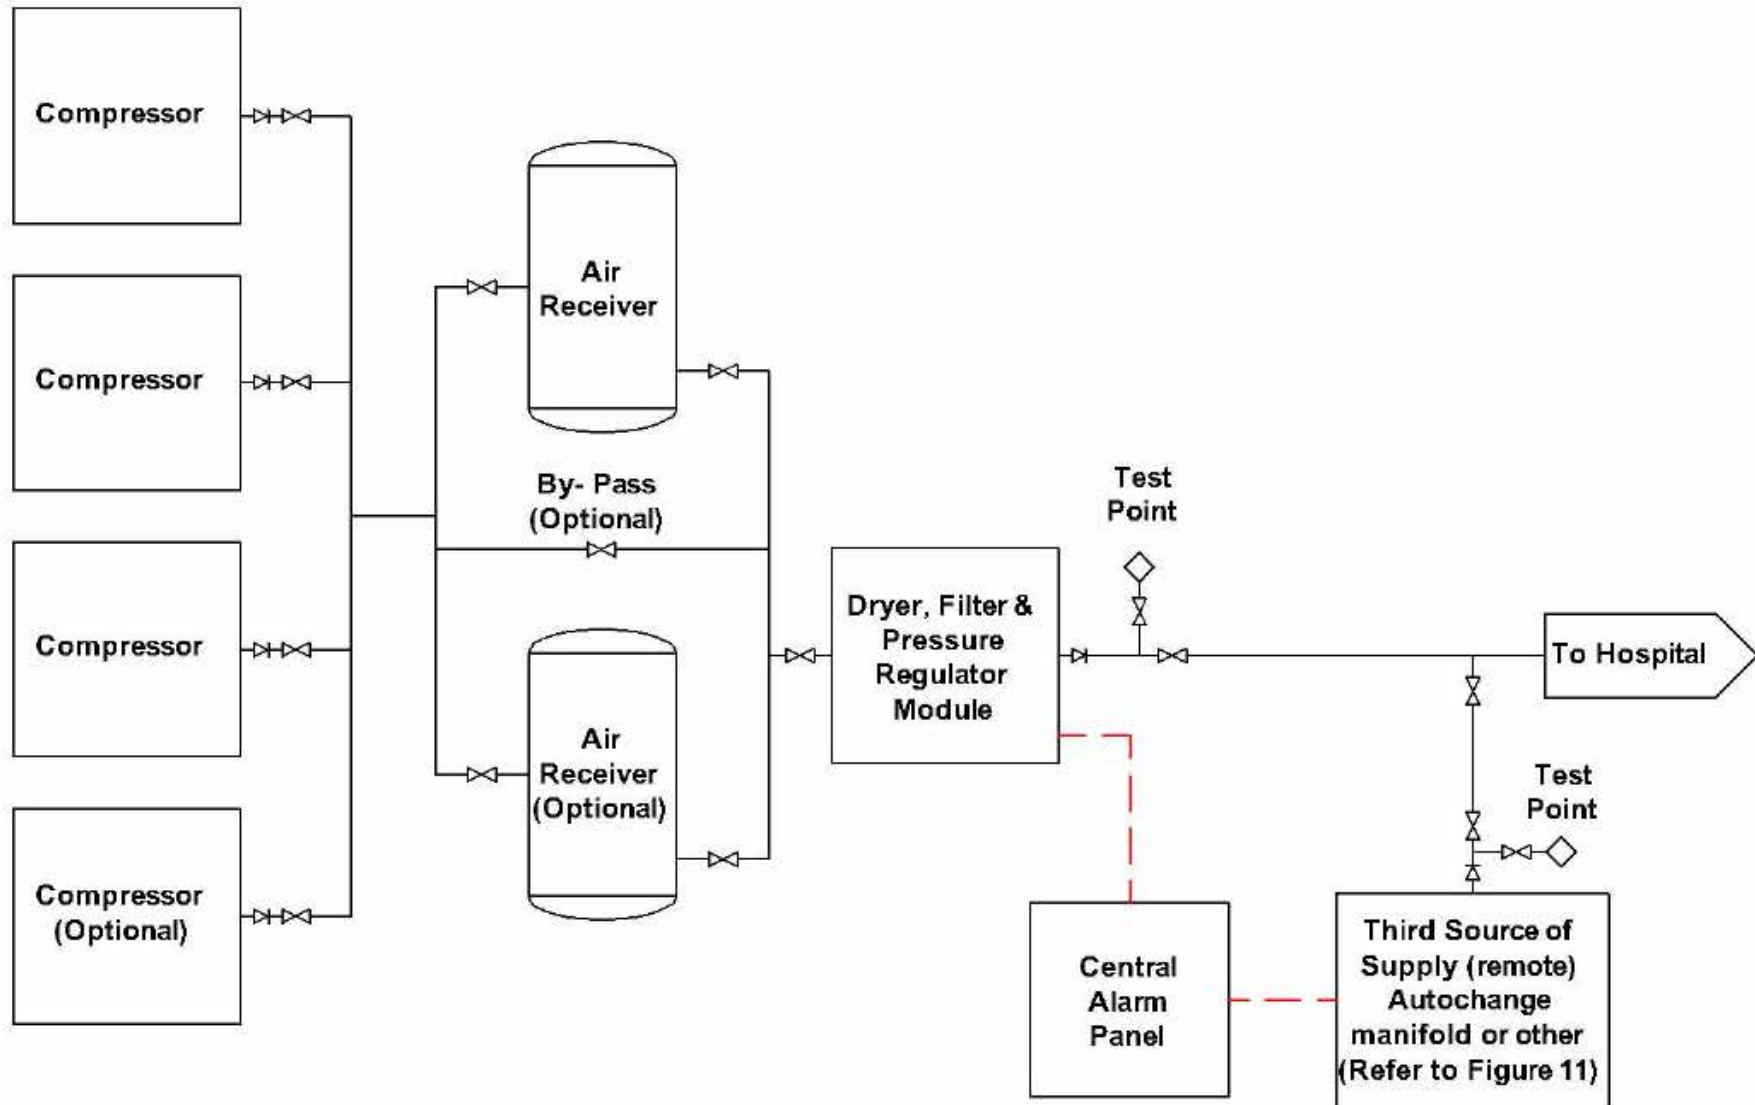 Compressor
Compressor
Compressor
Compressor
(Optional)
Air
Receiver
By- Pass
(Optional)
Air
Receiver
(Optional)
Dryer, Filter &
Pressure
Regulator
Module
Test
Point
To Hospital
Test
Point
Central
Alarm
Panel
Third Source of
Supply (remote)
Autochange
manifold or other
(Refer to Figure 11)